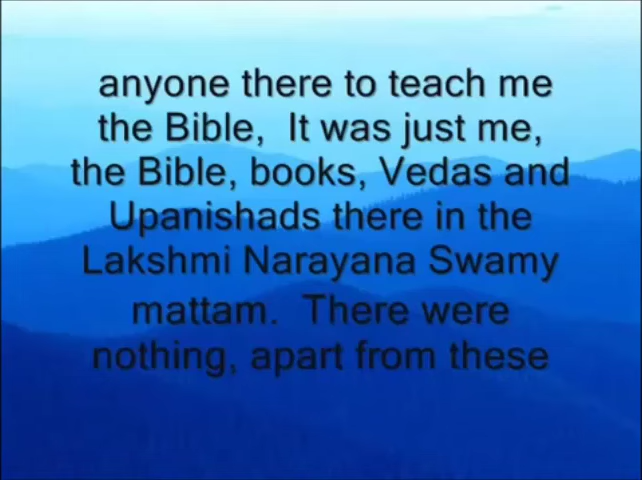 anyone there to teach me
the Bible, It was just me,
the Bible, books, Vedas and
Upanishads there in the
Lakshmi Narayana Swamy
mattam. There were
nothing, apart from these